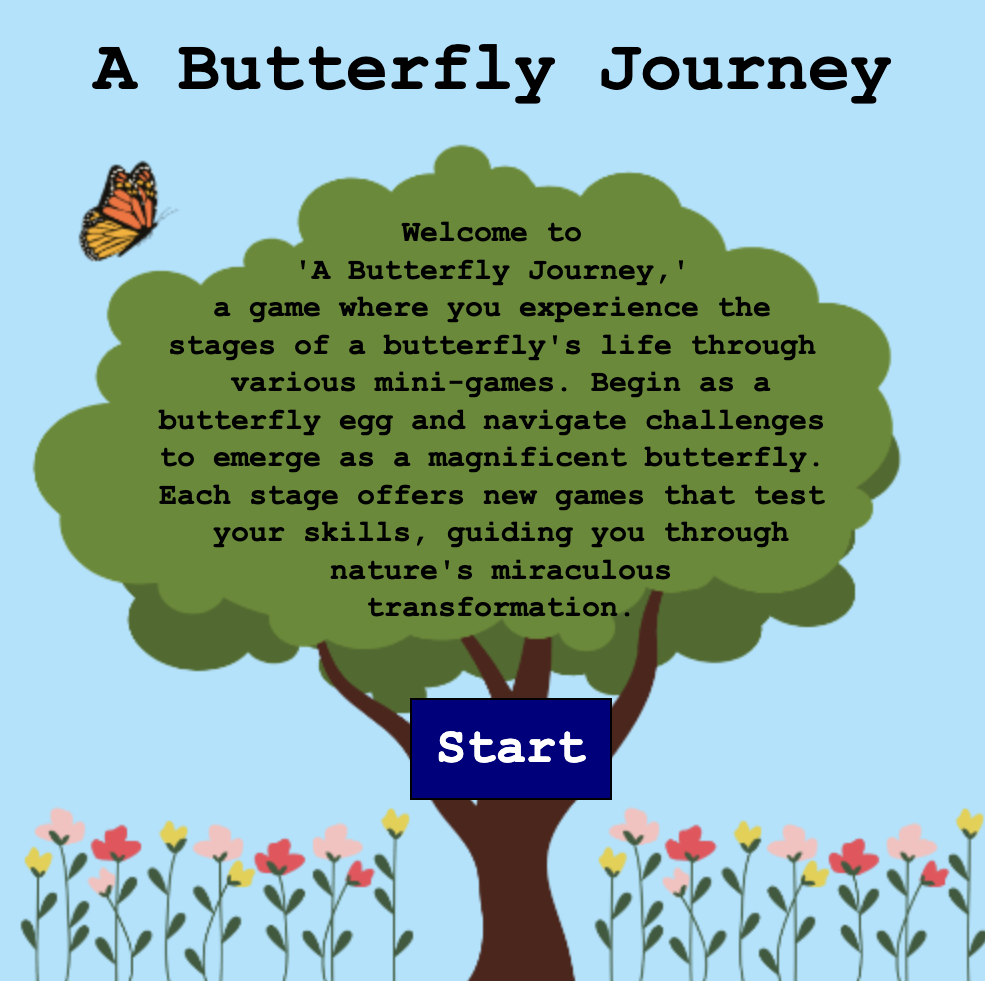 A Butterfly Journey
Welcome to
'A Butterfly Journey,'
a game where you experience the
stages of a butterfly's life through
various mini-games. Begin as a
butterfly egg and navigate challenges
to emerge as a magnificent butterfly.
Each stage offers new games that test
your skills, guiding you through
nature's miraculous
transformation.
Start